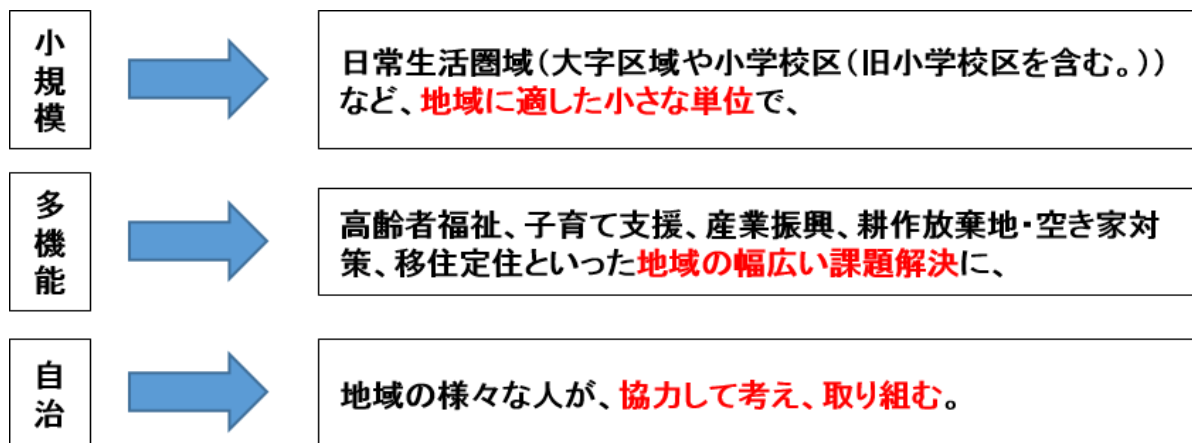 小規模
日常生活圏域(大字区域や小学校区(旧小学校区を含む。))
など、地域に適した小さな単位で、
多機能
高齢者福祉、子育て支援、産業振興、耕作放棄地・空き家対
策、移住定住といった地域の幅広い課題解決に、
自治
地域の様々な人が、協力して考え、取り組む。